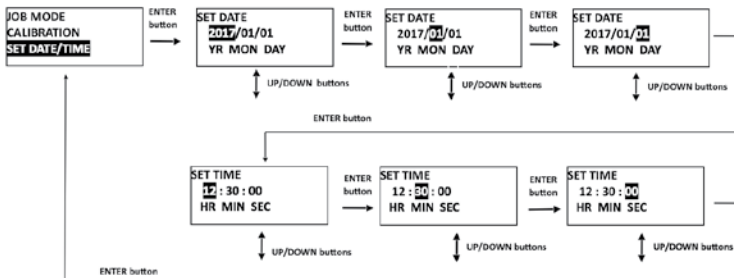 JOB MODE
CALIBRATION
SET DATE/TIME
ENTER
button
SET DATE
2017/01/01
YR MON DAY
ENTER
button
SET DATE
2017/01/01
YR MON DAY
ENTER
button
SET DATE
2017/01/01
YR MON DAY
UP/DOWN buttons
UP/DOWN buttons
UP/DOWN buttons
ENTER button
SET TIME
12 : 30 : 00
HR MIN SEC
ENTER
button
SET TIME
12 : 30 : 00
HR MIN SEC
ENTER
button
SET TIME
12 : 30 : 00
HR MIN SEC
UP/DOWN buttons
UP/DOWN buttons
UP/DOWN buttons
ENTER button